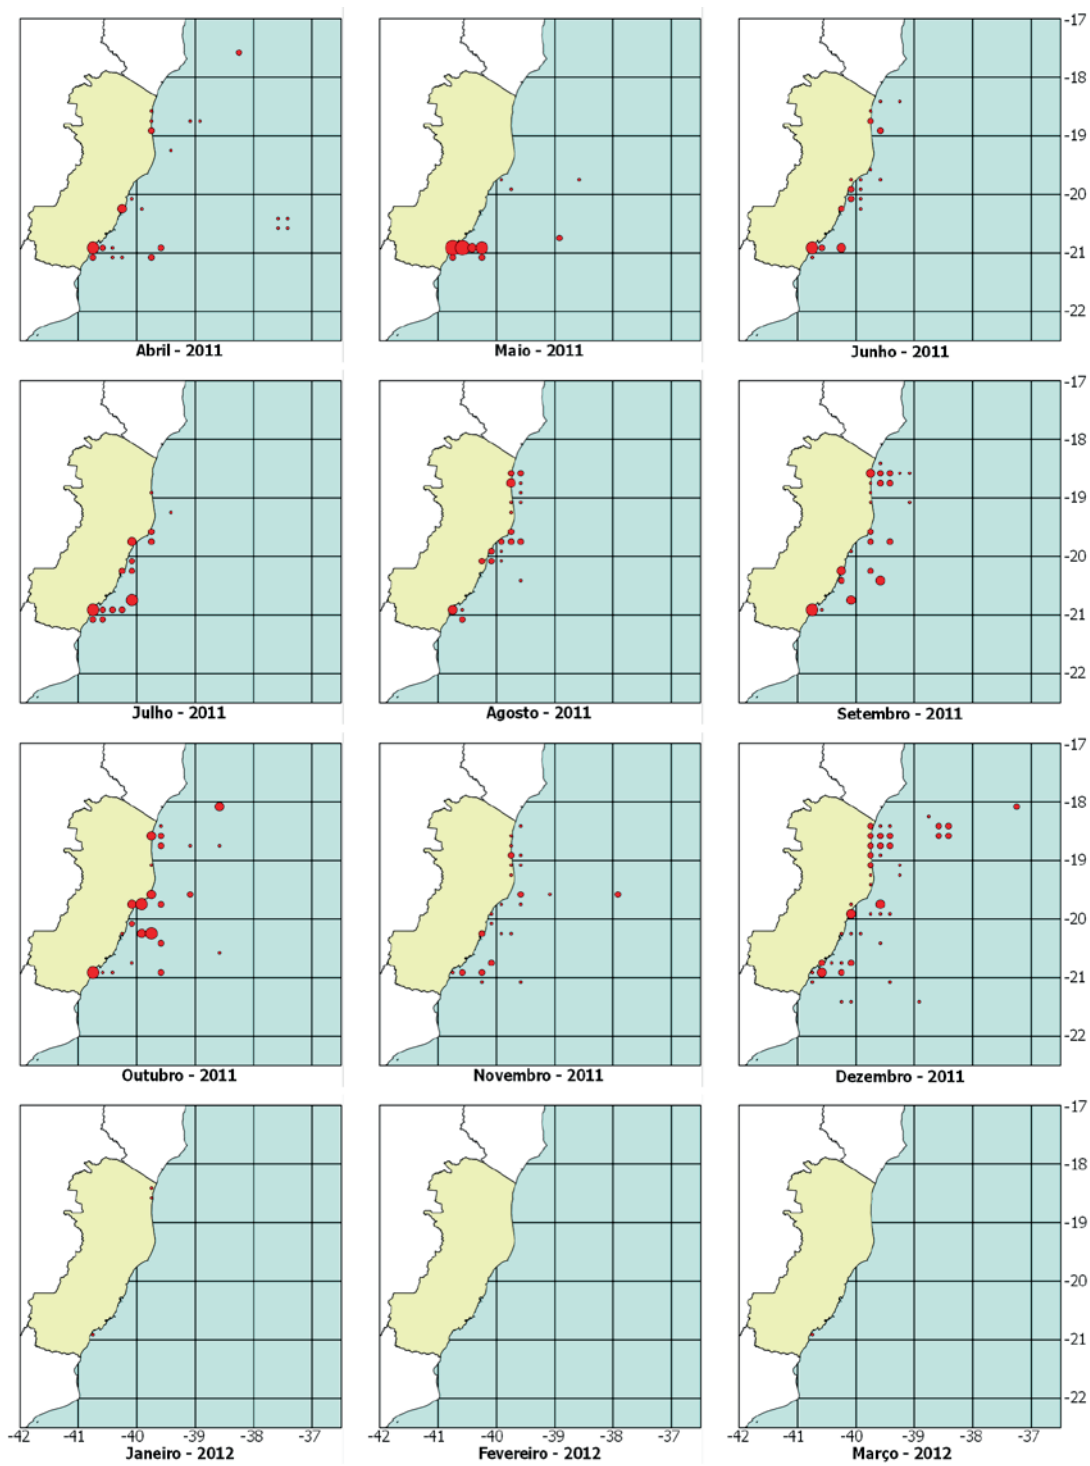 -17
-18
-19
-20
-21
-22
Abril - 2011
Maio - 2011
Junho - 2011
-17
-18
-19
-20
-21
-22
Julho - 2011
Agosto - 2011
Setembro - 2011
-17
-18
-19
-20
-21
-22
Outubro - 2011
Novembro - 2011
Dezembro - 2011
-17
-18
-19
-20
-21
-22
-42 -41 -40 -39 -38 -37
-42 -41 -40 -39 -38 -37
-42 -41 -40 -39 -38 -37
Janeiro - 2012
Fevereiro - 2012
Março - 2012